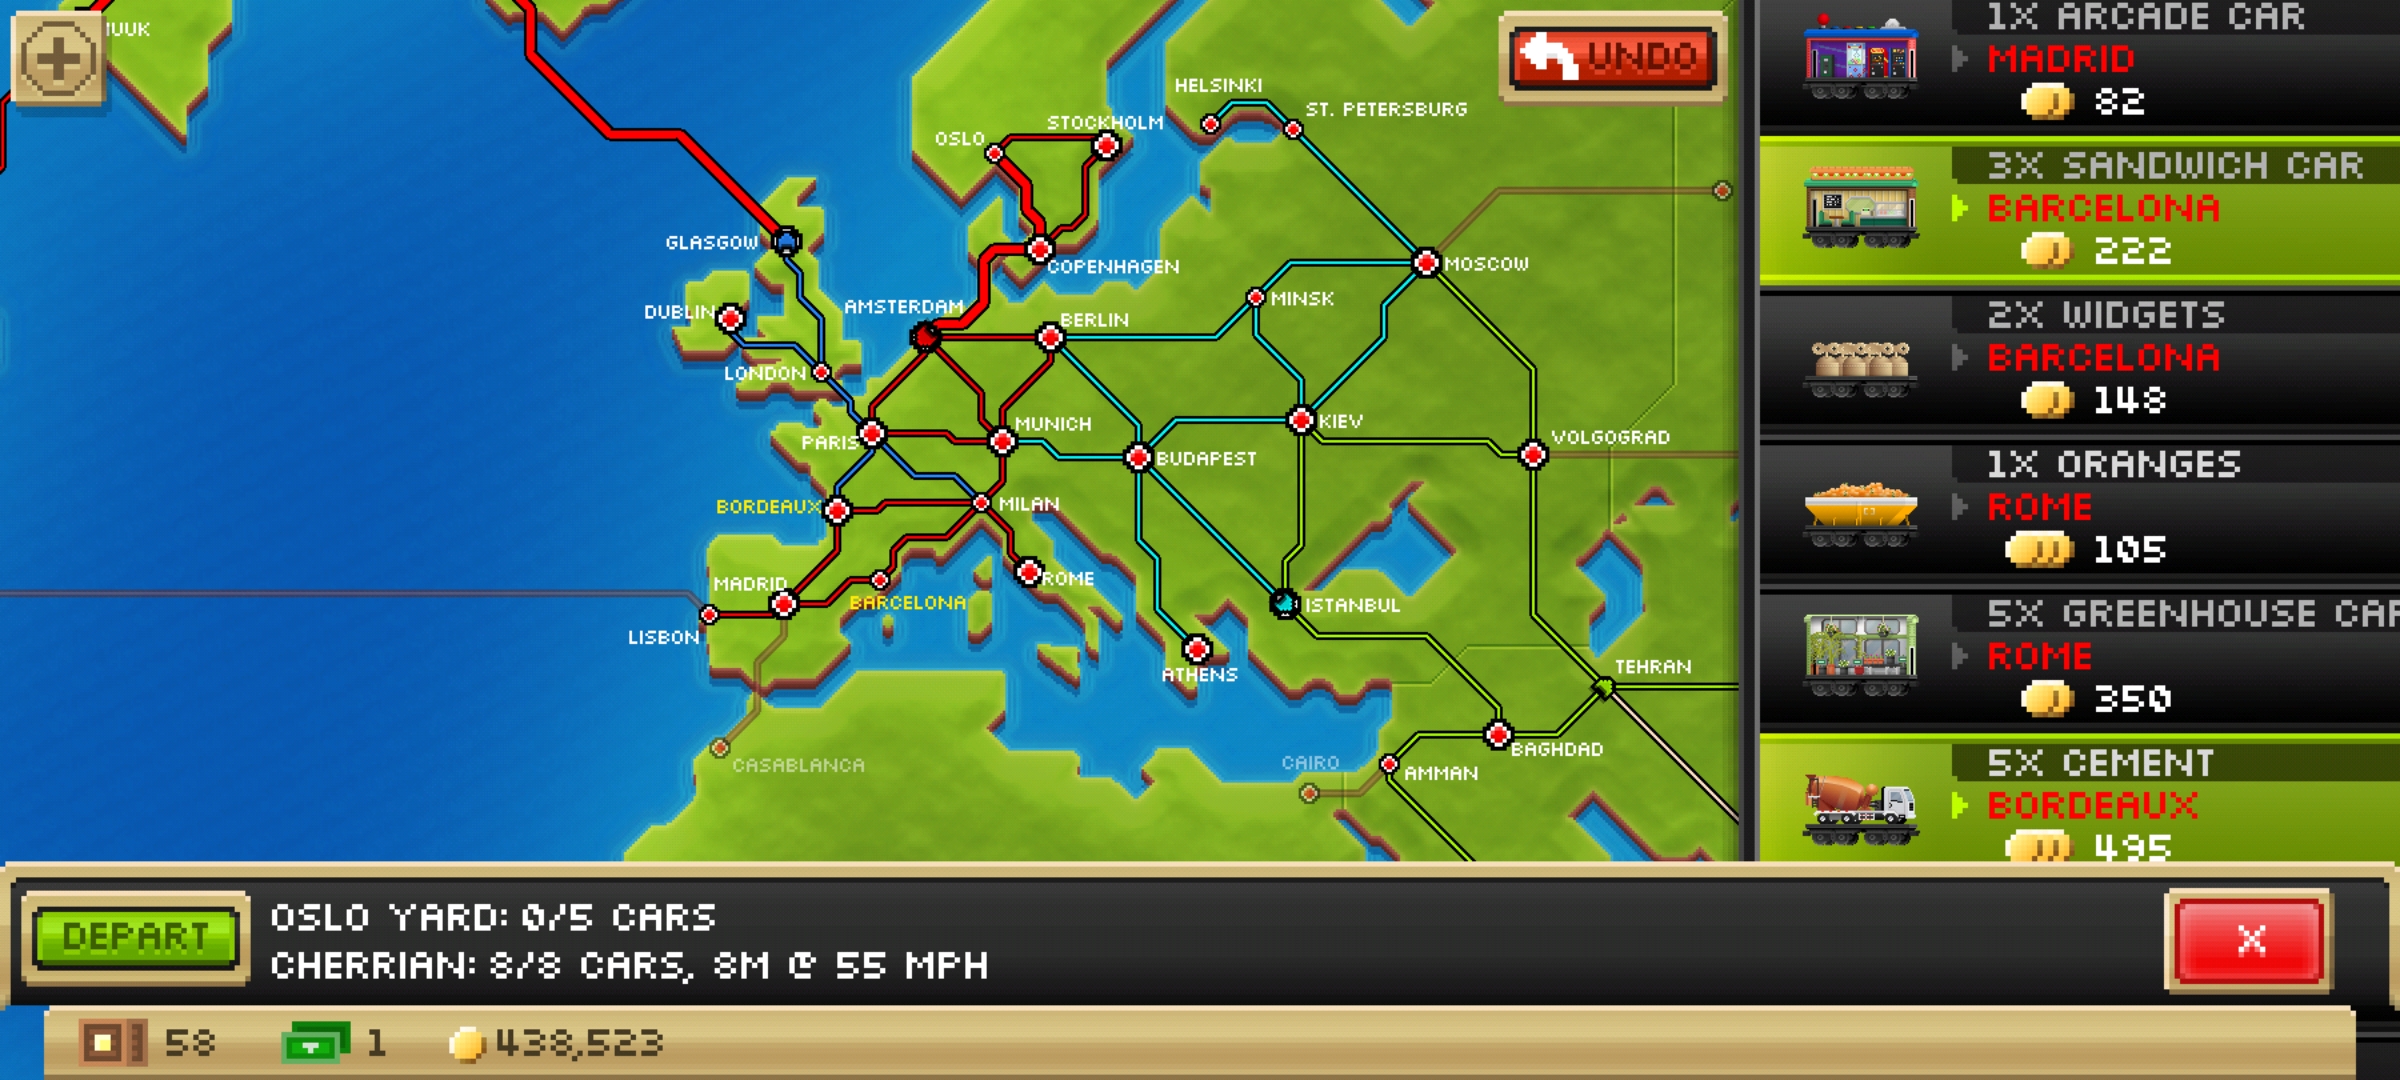 UNDO
HELSINKI
ST. PETERSBURG
STOCKHOLM
OSLO
GLASGOW
COPENHAGEN
MOSCOW
AMSTERDAM
MINSK
DUBLIN
BERLIN
LONDON
MUNICH
KIEV
PARIS
VOLGOGRAD
BUDAPEST
BORDEAUX
MILAN
MADRID
ROME
BARCELONA
ISTANBUL
LISBON
TEHRAN
ATHENS
BAGHDAD
CASABLANCA
CAIRO
AMMAN
1X ARCADE CAR
MADRID
82
3X SANDWICH CAR
BARCELONA
222
2X WIDGETS
BARCELONA
148
1X ORANGES
ROME
105
5X GREENHOUSE CAR
ROME
350
5X CEMENT
BORDEAUX
495
DEPART
OSLO YARD: 0/5 CARS
CHERRIAN: 8/8 CARS, 8M @ 55 MPH
X
58
1
438,523